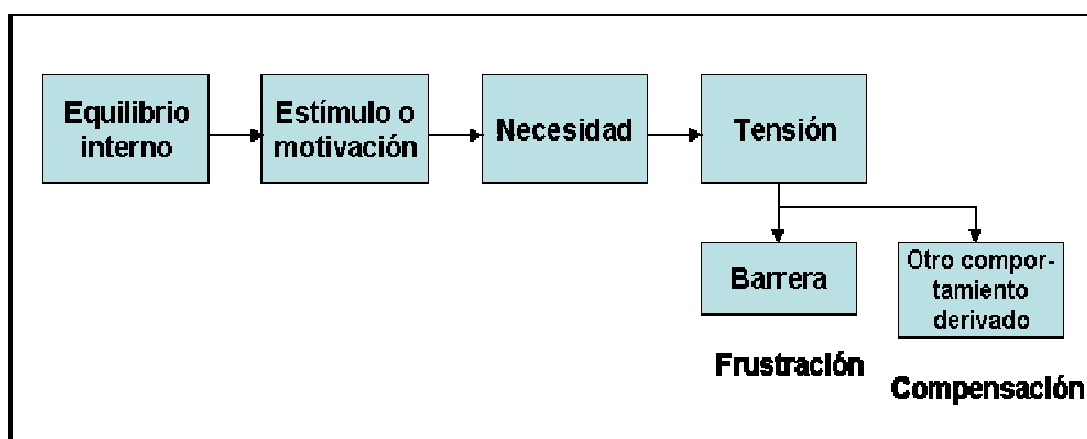 Equilibrio
interno
Estímulo o
motivación
Necesidad
Tensión
Barrera
Otro compor-
tamiento
derivado
Frustración
Compensación